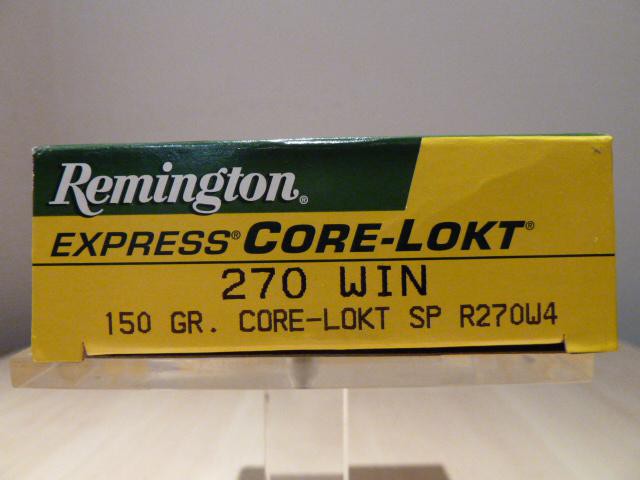 Remington®
EXPRESS® CORE-LOKT®
270 WIN
150 GR. CORE-LOKT SP R270W4